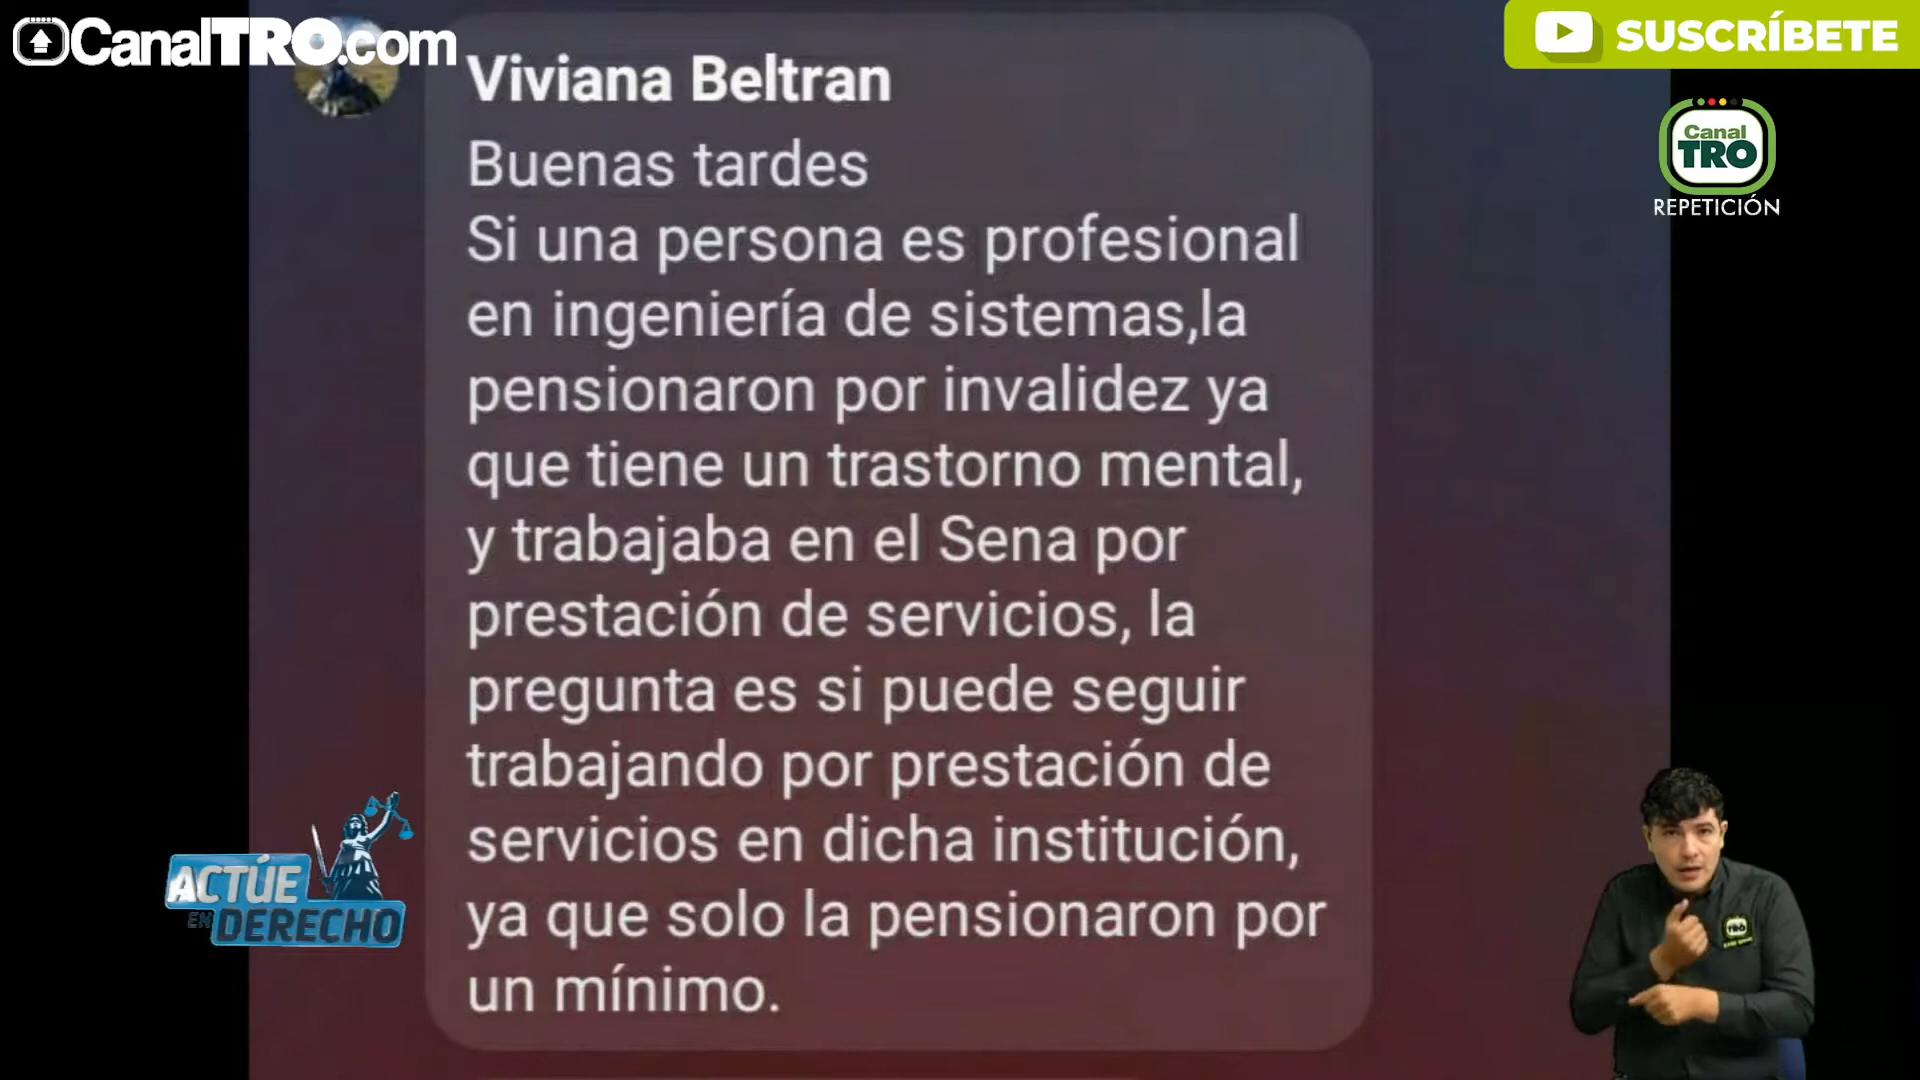 CanalTRO.com
SUSCRÍBETE
Canal
TRO
REPETICIÓN
Viviana Beltran
Buenas tardes
Si una persona es profesional
en ingeniería de sistemas,la
pensionaron por invalidez ya
que tiene un trastorno mental,
y trabajaba en el Sena por
prestación de servicios, la
pregunta es si puede seguir
trabajando por prestación de
servicios en dicha institución,
ya que solo la pensionaron por
un mínimo.
ACTÚE
EN DERECHO
TRO